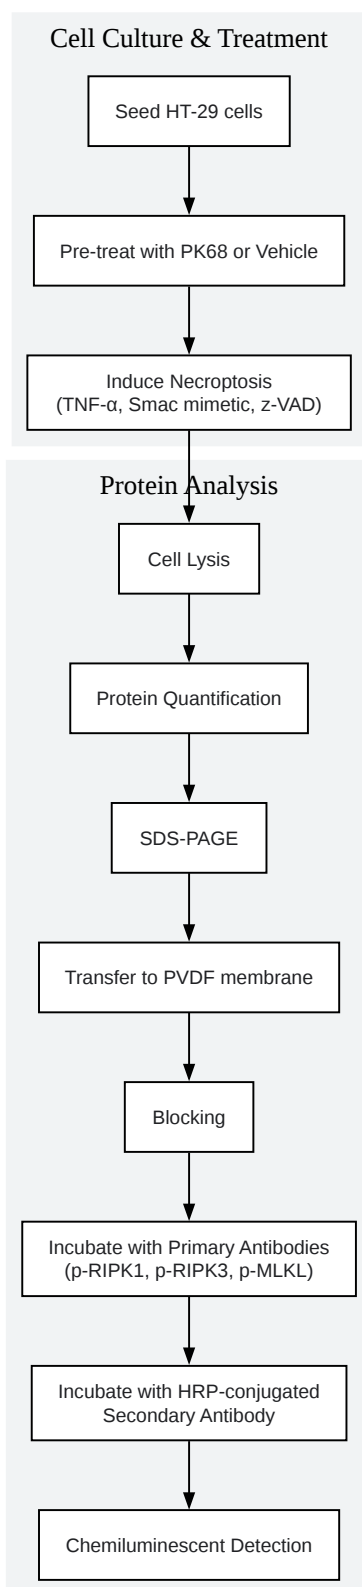 Cell Culture & Treatment
Seed HT-29 cells
Pre-treat with PK68 or Vehicle
Induce Necroptosis
(TNF-α, Smac mimetic, z-VAD)
Protein Analysis
Cell Lysis
Protein Quantification
SDS-PAGE
Transfer to PVDF membrane
Blocking
Incubate with Primary Antibodies
(p-RIPK1, p-RIPK3, p-MLKL)
Incubate with HRP-conjugated
Secondary Antibody
Chemiluminescent Detection